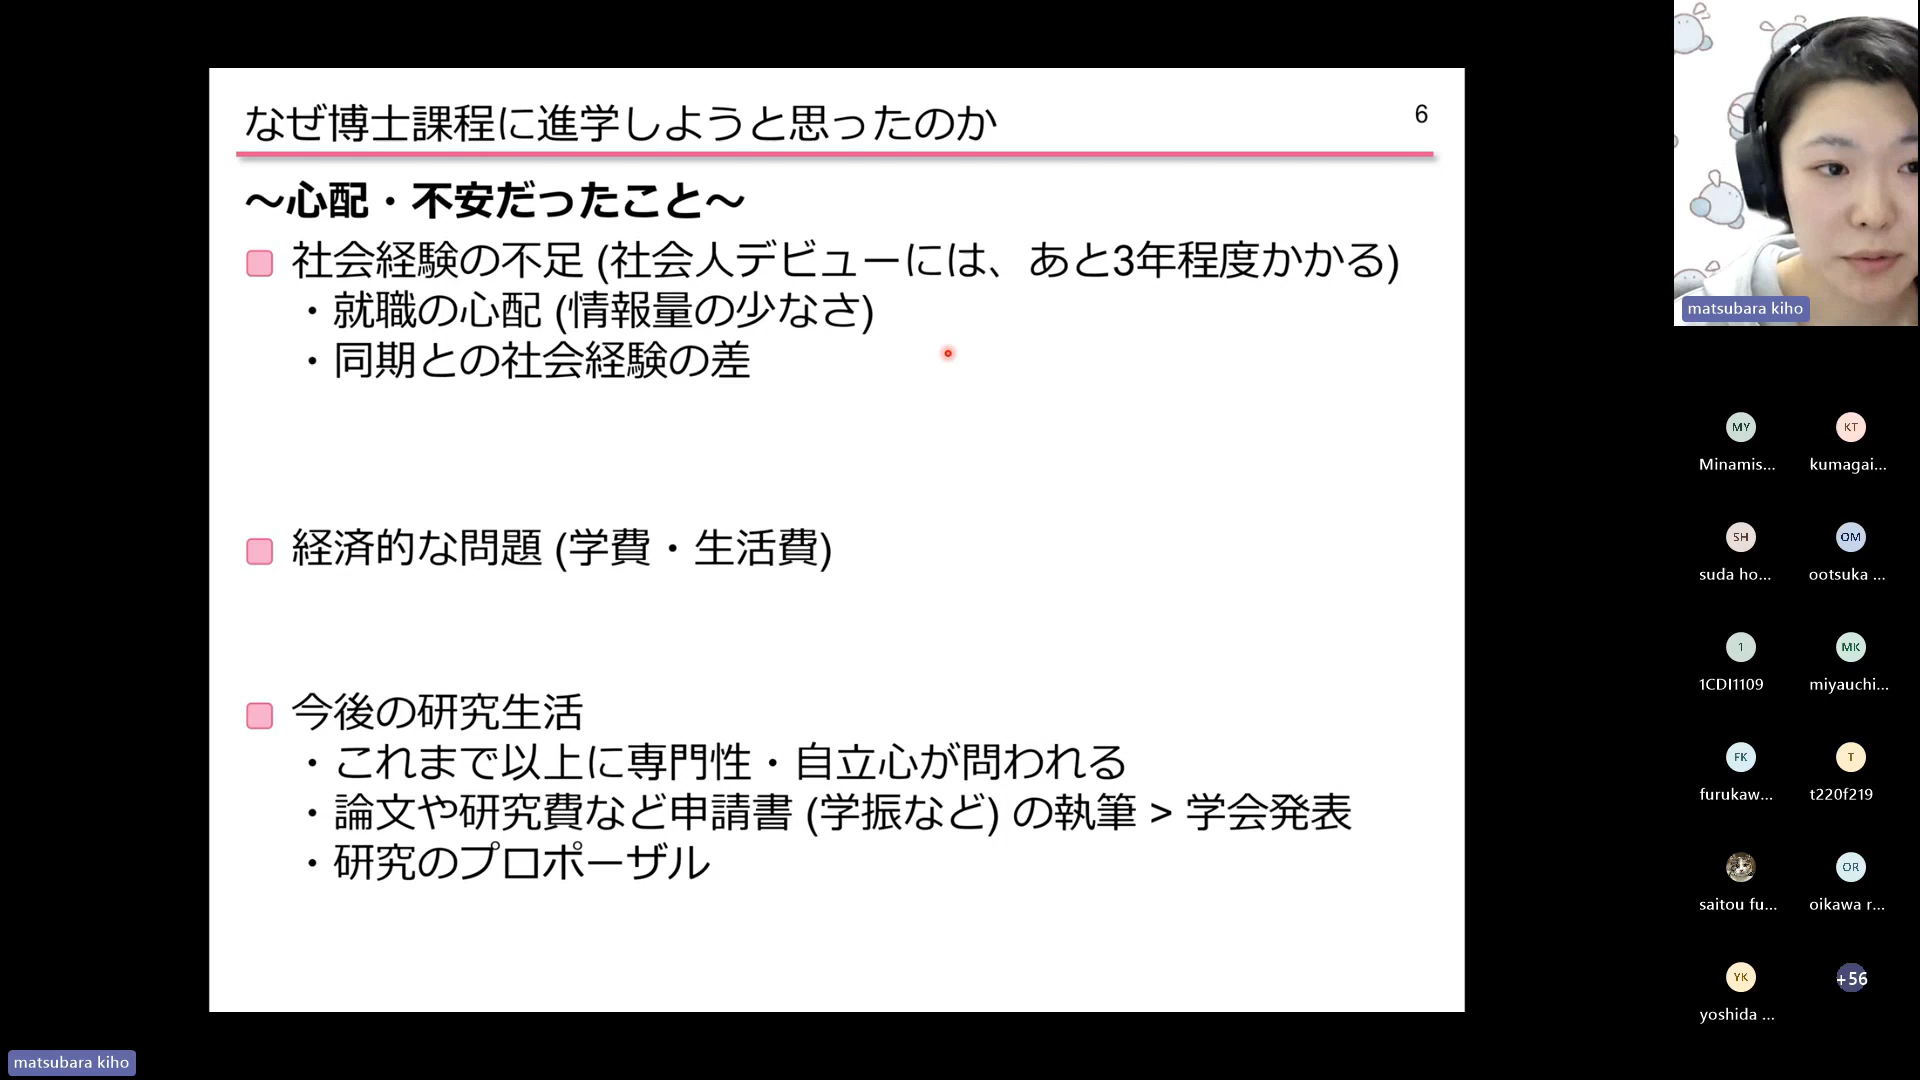 なぜ博士課程に進学しようと思ったのか
6
～心配・不安だったこと～
社会経験の不足 (社会人デビューには、あと3年程度かかる)
・就職の心配 (情報量の少なさ)
・同期との社会経験の差
経済的な問題 (学費・生活費)
今後の研究生活
・これまで以上に専門性・自立心が問われる
・論文や研究費など申請書 (学振など) の執筆 > 学会発表
・研究のプロポーザル
matsubara kiho
MY
KT
Minamis...
kumagai...
SH
OM
suda ho...
ootsuka ...
1
MK
1CDI1109
miyauchi...
FK
T
furukaw...
t220f219
OR
saitou fu...
oikawa r...
YK
+56
yoshida ...
matsubara kiho